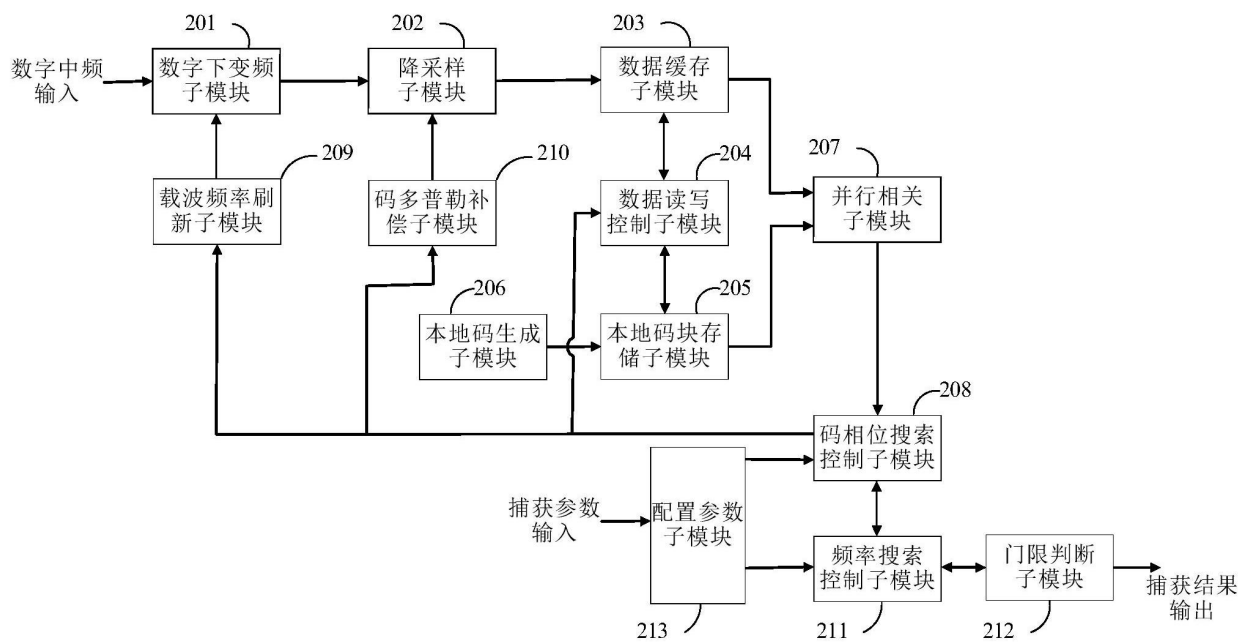 201
202
203
数字中频
输入
数字下变频
子模块
降采样
子模块
数据缓存
子模块
209
210
204
207
载波频率刷
新子模块
码多普勒补
偿子模块
数据读写
控制子模块
并行相关
子模块
206
205
本地码生成
子模块
本地码块存
储子模块
208
码相位搜索
控制子模块
捕获参数
输入
配置参数
子模块
频率搜索
控制子模块
门限判断
子模块
捕获结果
输出
213
211
212